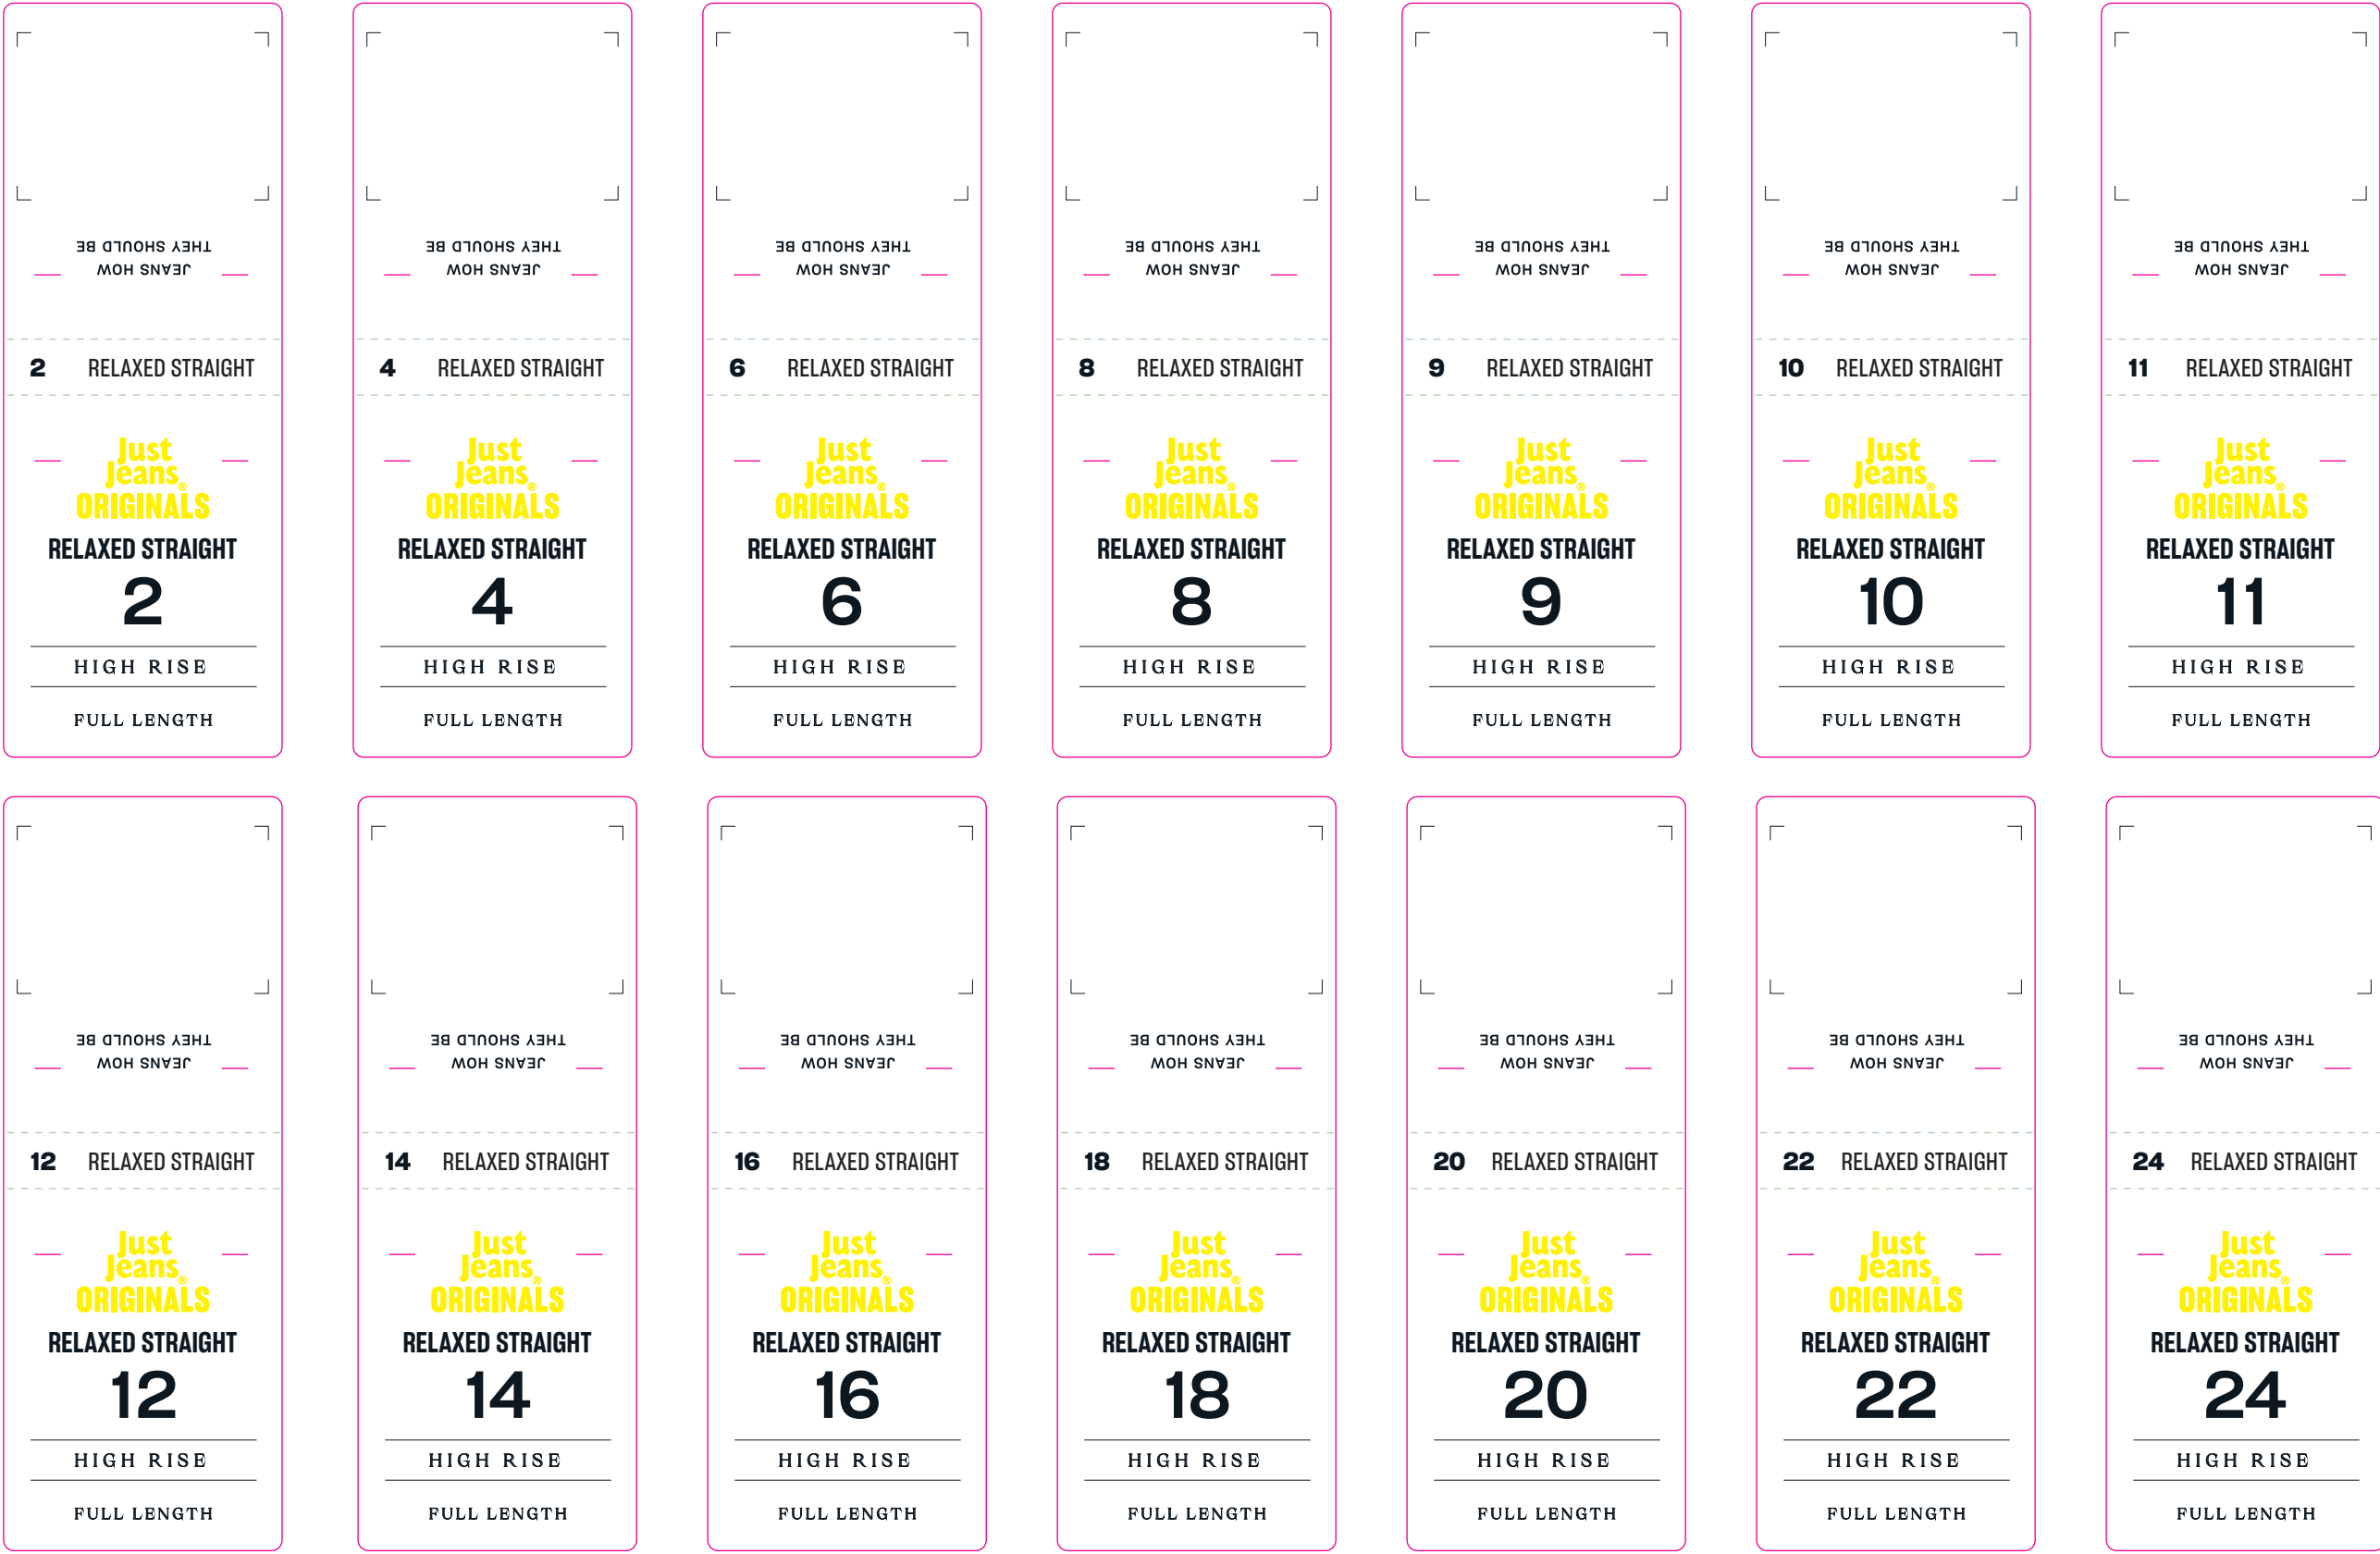 THEY SHOULD BE
JEANS HOW
2 RELAXED STRAIGHT
Just
Jeans®
ORIGINALS
RELAXED STRAIGHT
2
HIGH RISE
FULL LENGTH
THEY SHOULD BE
JEANS HOW
4 RELAXED STRAIGHT
Just
Jeans®
ORIGINALS
RELAXED STRAIGHT
4
HIGH RISE
FULL LENGTH
THEY SHOULD BE
JEANS HOW
6 RELAXED STRAIGHT
Just
Jeans®
ORIGINALS
RELAXED STRAIGHT
6
HIGH RISE
FULL LENGTH
THEY SHOULD BE
JEANS HOW
8 RELAXED STRAIGHT
Just
Jeans®
ORIGINALS
RELAXED STRAIGHT
8
HIGH RISE
FULL LENGTH
THEY SHOULD BE
JEANS HOW
9 RELAXED STRAIGHT
Just
Jeans®
ORIGINALS
RELAXED STRAIGHT
9
HIGH RISE
FULL LENGTH
THEY SHOULD BE
JEANS HOW
10 RELAXED STRAIGHT
Just
Jeans®
ORIGINALS
RELAXED STRAIGHT
10
HIGH RISE
FULL LENGTH
THEY SHOULD BE
JEANS HOW
11 RELAXED STRAIGHT
Just
Jeans®
ORIGINALS
RELAXED STRAIGHT
11
HIGH RISE
FULL LENGTH
THEY SHOULD BE
JEANS HOW
12 RELAXED STRAIGHT
Just
Jeans®
ORIGINALS
RELAXED STRAIGHT
12
HIGH RISE
FULL LENGTH
THEY SHOULD BE
JEANS HOW
14 RELAXED STRAIGHT
Just
Jeans®
ORIGINALS
RELAXED STRAIGHT
14
HIGH RISE
FULL LENGTH
THEY SHOULD BE
JEANS HOW
16 RELAXED STRAIGHT
Just
Jeans®
ORIGINALS
RELAXED STRAIGHT
16
HIGH RISE
FULL LENGTH
THEY SHOULD BE
JEANS HOW
18 RELAXED STRAIGHT
Just
Jeans®
ORIGINALS
RELAXED STRAIGHT
18
HIGH RISE
FULL LENGTH
THEY SHOULD BE
JEANS HOW
20 RELAXED STRAIGHT
Just
Jeans®
ORIGINALS
RELAXED STRAIGHT
20
HIGH RISE
FULL LENGTH
THEY SHOULD BE
JEANS HOW
22 RELAXED STRAIGHT
Just
Jeans®
ORIGINALS
RELAXED STRAIGHT
22
HIGH RISE
FULL LENGTH
THEY SHOULD BE
JEANS HOW
24 RELAXED STRAIGHT
Just
Jeans®
ORIGINALS
RELAXED STRAIGHT
24
HIGH RISE
FULL LENGTH